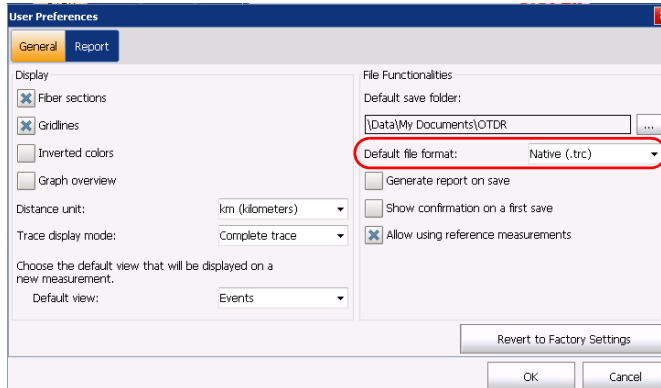 User Preferences
General Report
Display
Fiber sections
Gridlines
Inverted colors
Graph overview
Distance unit: km (kilometers)
Trace display mode: Complete trace
Choose the default view that will be displayed on a
new measurement.
Default view: Events
File Functionalities
Default save folder:
\Data\My Documents\OTDR ...
Default file format: Native (.trc)
Generate report on save
Show confirmation on a first save
Allow using reference measurements
Revert to Factory Settings
OK Cancel